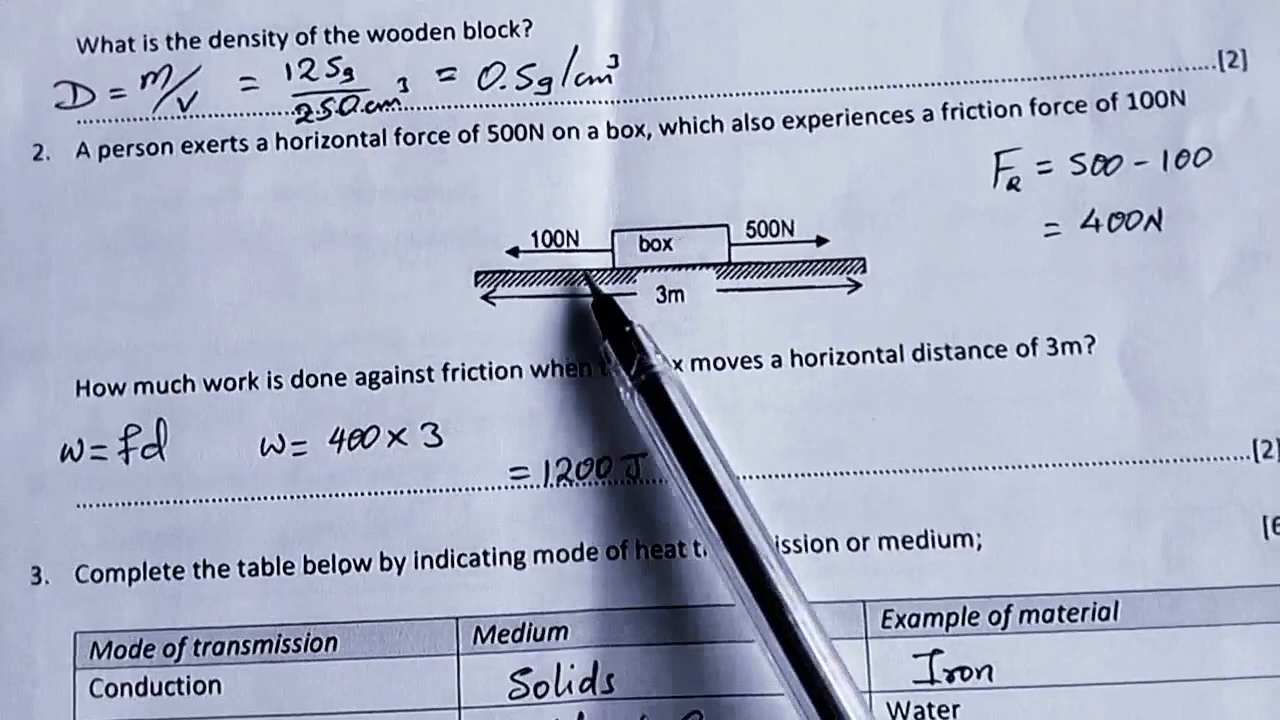 What is the density of the wooden block?
D = m/v = 125g/250cm³ = 0.5g/cm³
[2]
2. A person exerts a horizontal force of 500N on a box, which also experiences a friction force of 100N
F_R = 500 - 100
= 400N
100N box 500N
3m
How much work is done against friction when moves a horizontal distance of 3m?
w = fd w = 400 × 3
= 1200 J
[2]
3. Complete the table below by indicating mode of heat ission or medium;
Mode of transmission Medium Example of material
Conduction Solids Iron
Water